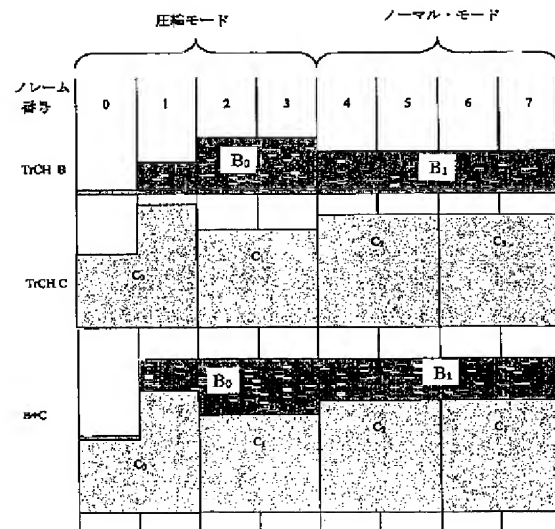 圧縮モード ノーマル・モード
フレーム
番号 0 1 2 3 4 5 6 7
TrCH B B₀ B₁
TrCH C C₀ C₁ C₂ C₃
B+C B₀ B₁
C₀ C₁ C₂ C₃